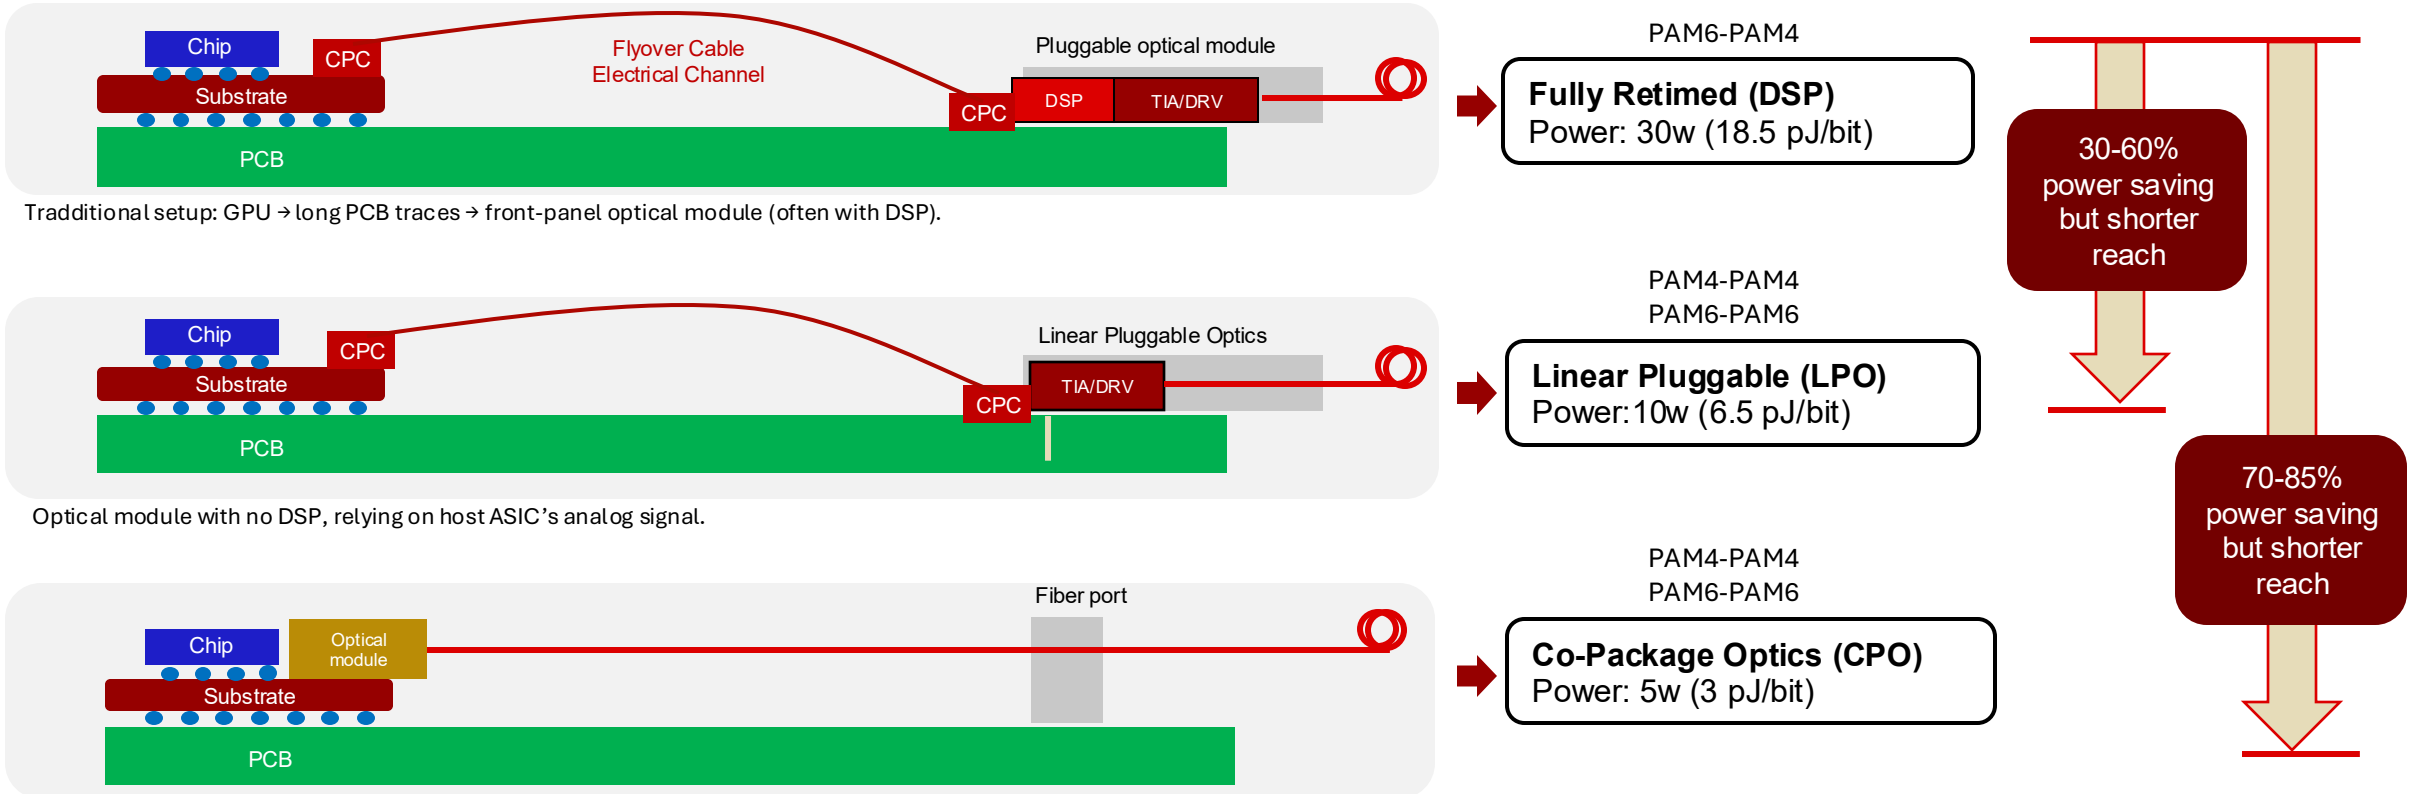 Chip
CPC
Substrate
PCB
Flyover Cable
Electrical Channel
Pluggable optical module
CPC
DSP
TIA/DRV
PAM6-PAM4
Fully Retimed (DSP)
Power: 30w (18.5 pJ/bit)
30-60%
power saving
but shorter
reach
Tradditional setup: GPU → long PCB traces → front-panel optical module (often with DSP).
Chip
CPC
Substrate
PCB
Linear Pluggable Optics
CPC
TIA/DRV
PAM4-PAM4
PAM6-PAM6
Linear Pluggable (LPO)
Power:10w (6.5 pJ/bit)
Optical module with no DSP, relying on host ASIC’s analog signal.
70-85%
power saving
but shorter
reach
Chip
Optical
module
Substrate
PCB
Fiber port
PAM4-PAM4
PAM6-PAM6
Co-Package Optics (CPO)
Power: 5w (3 pJ/bit)